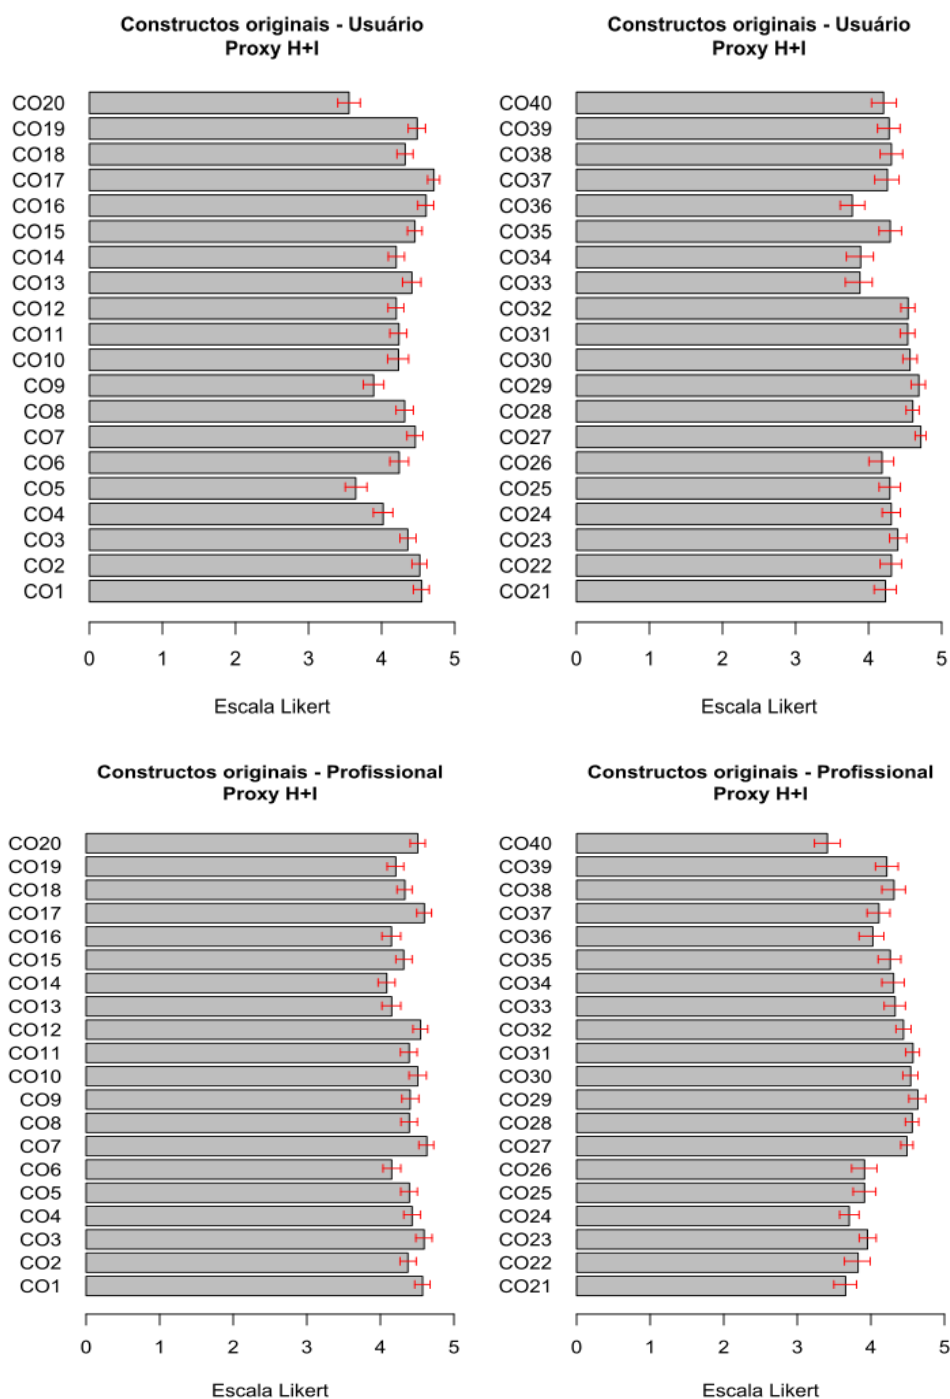 Constructos originais - Usuário
Proxy H+I
CO20
CO19
CO18
CO17
CO16
CO15
CO14
CO13
CO12
CO11
CO10
CO9
CO8
CO7
CO6
CO5
CO4
CO3
CO2
CO1
0 1 2 3 4 5
Escala Likert
Constructos originais - Usuário
Proxy H+I
CO40
CO39
CO38
CO37
CO36
CO35
CO34
CO33
CO32
CO31
CO30
CO29
CO28
CO27
CO26
CO25
CO24
CO23
CO22
CO21
0 1 2 3 4 5
Escala Likert
Constructos originais - Profissional
Proxy H+I
CO20
CO19
CO18
CO17
CO16
CO15
CO14
CO13
CO12
CO11
CO10
CO9
CO8
CO7
CO6
CO5
CO4
CO3
CO2
CO1
0 1 2 3 4 5
Escala Likert
Constructos originais - Profissional
Proxy H+I
CO40
CO39
CO38
CO37
CO36
CO35
CO34
CO33
CO32
CO31
CO30
CO29
CO28
CO27
CO26
CO25
CO24
CO23
CO22
CO21
0 1 2 3 4 5
Escala Likert